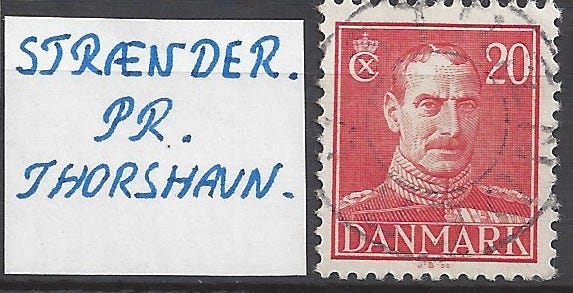 STRÆNDER.
PR.
THORSHAVN.
20
DANMARK